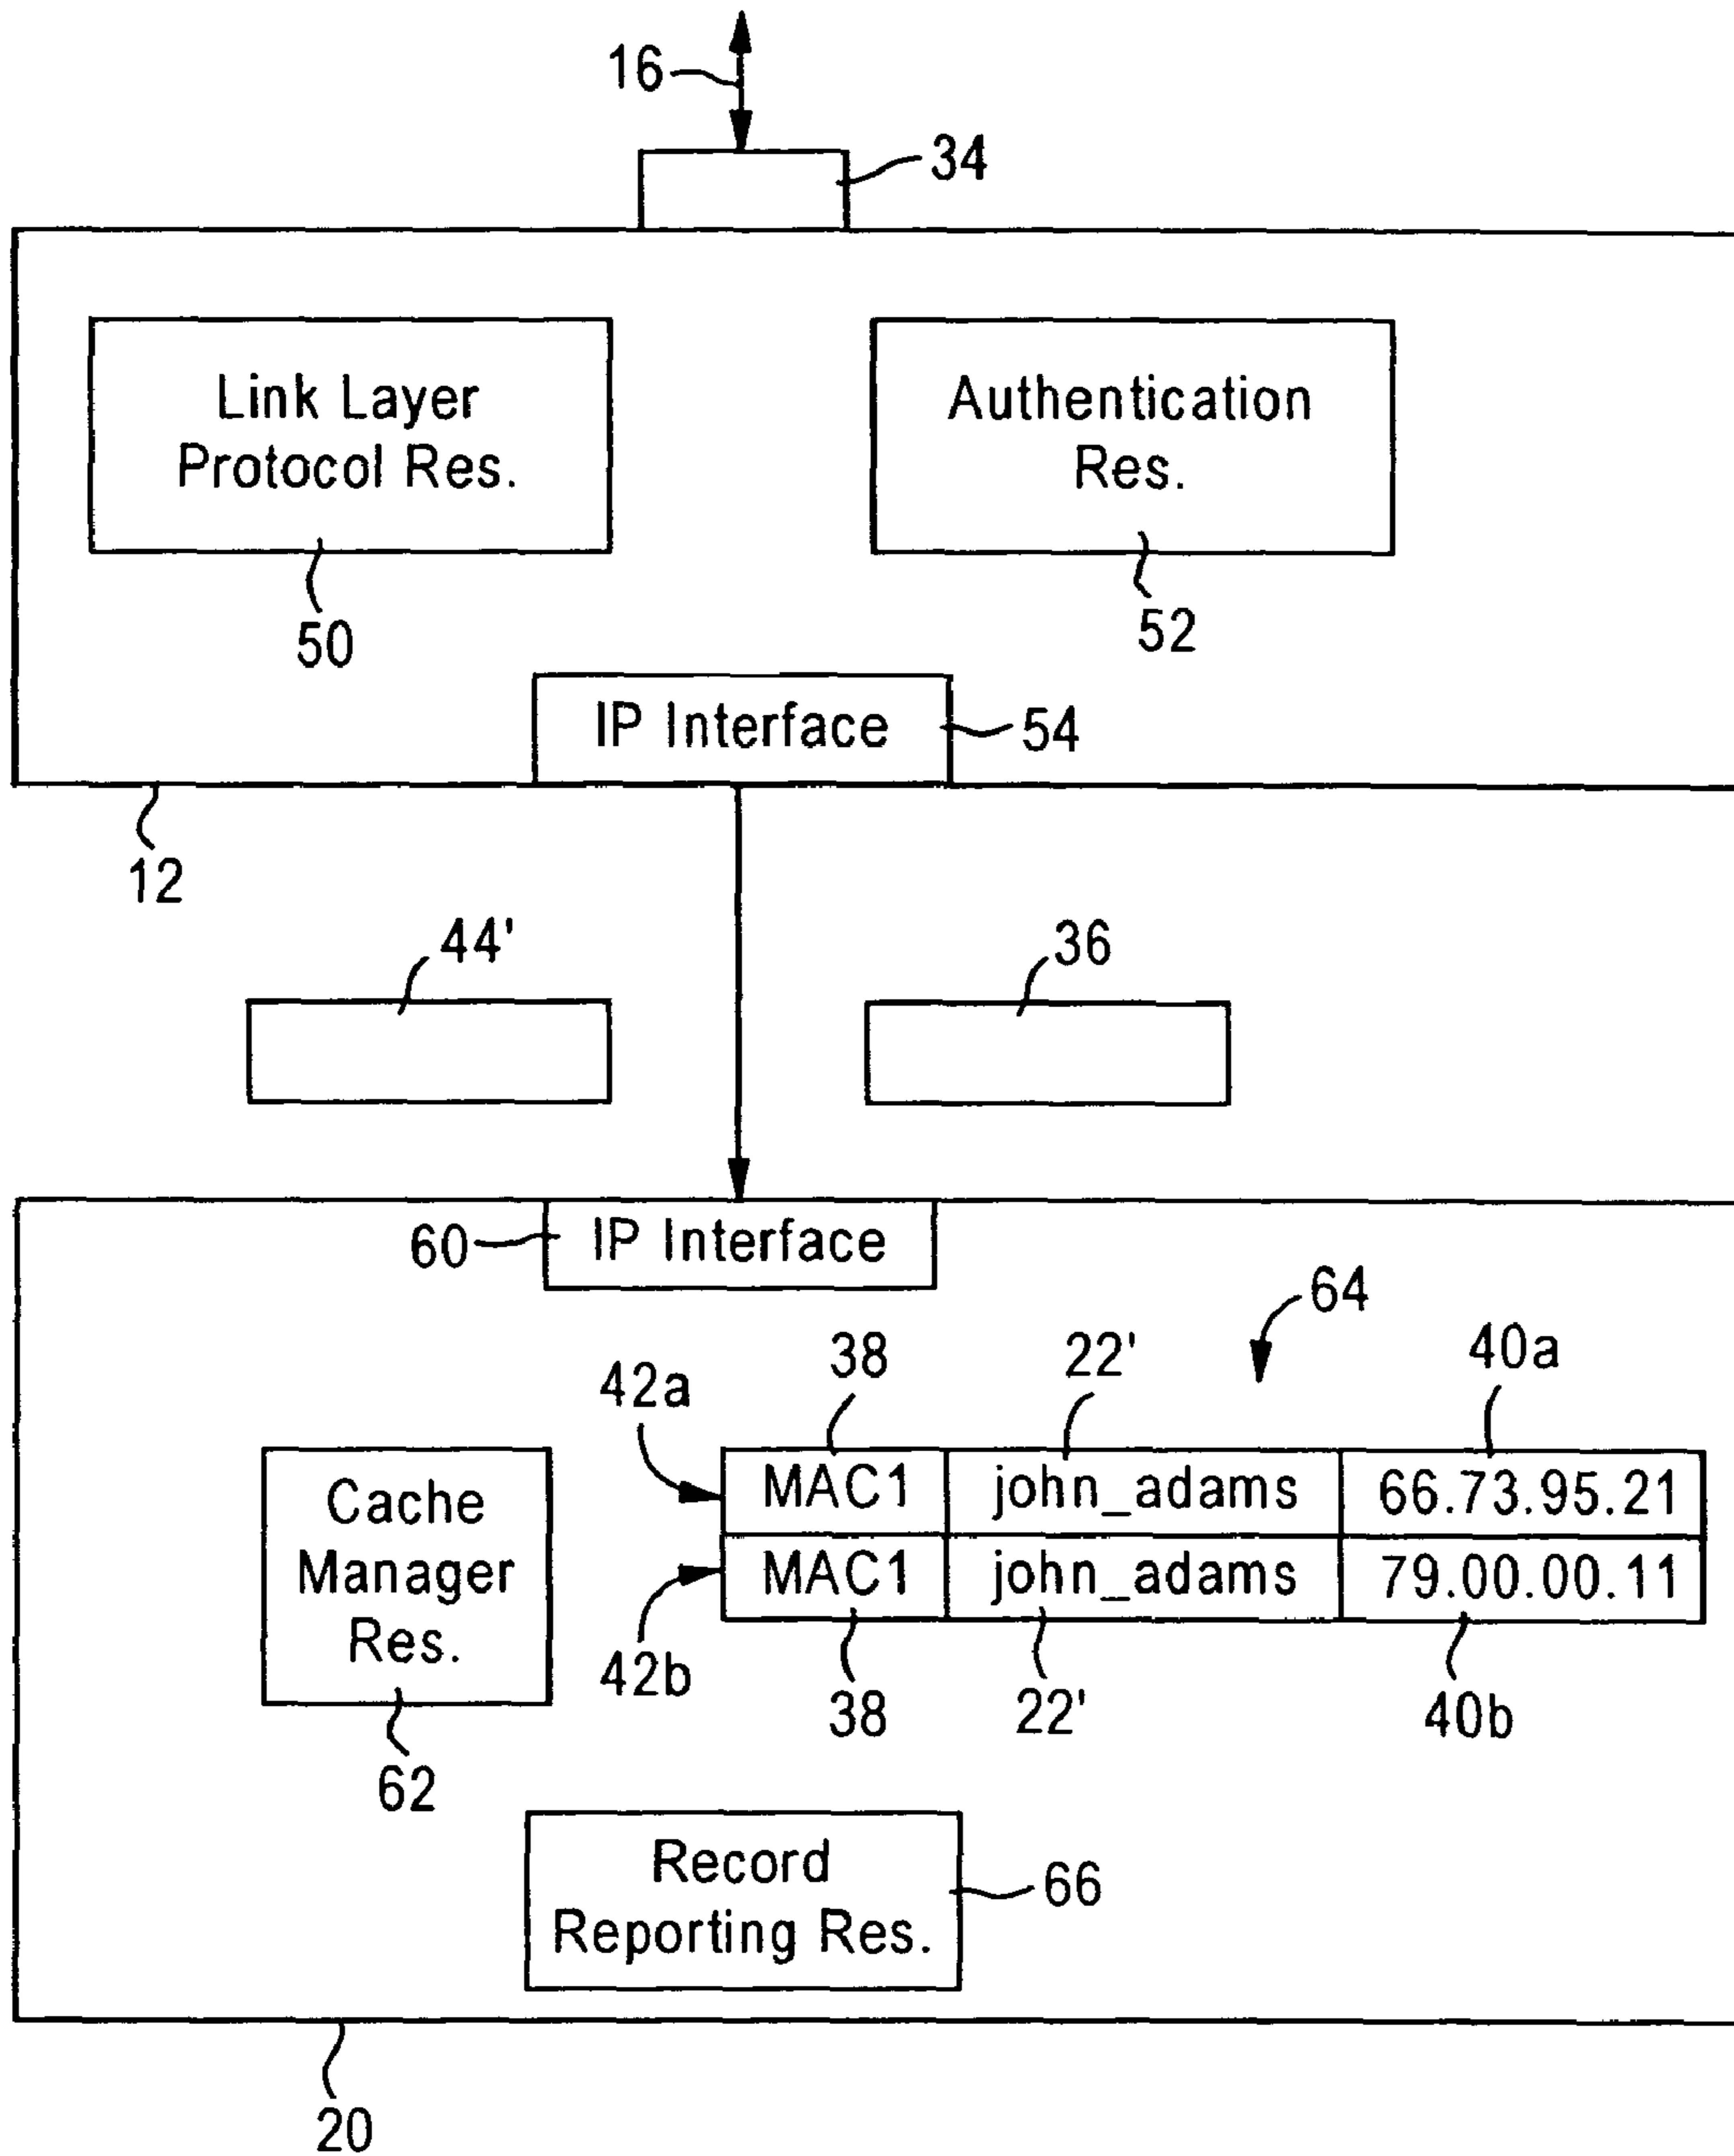 16
34
Link Layer
Protocol Res.
Authentication
Res.
50
52
IP Interface
54
12
44'
36
60
IP Interface
64
38
22'
40a
42a
MAC1
john_adams
66.73.95.21
MAC1
john_adams
79.00.00.11
42b
38
22'
40b
Cache
Manager
Res.
62
Record
Reporting Res.
66
20